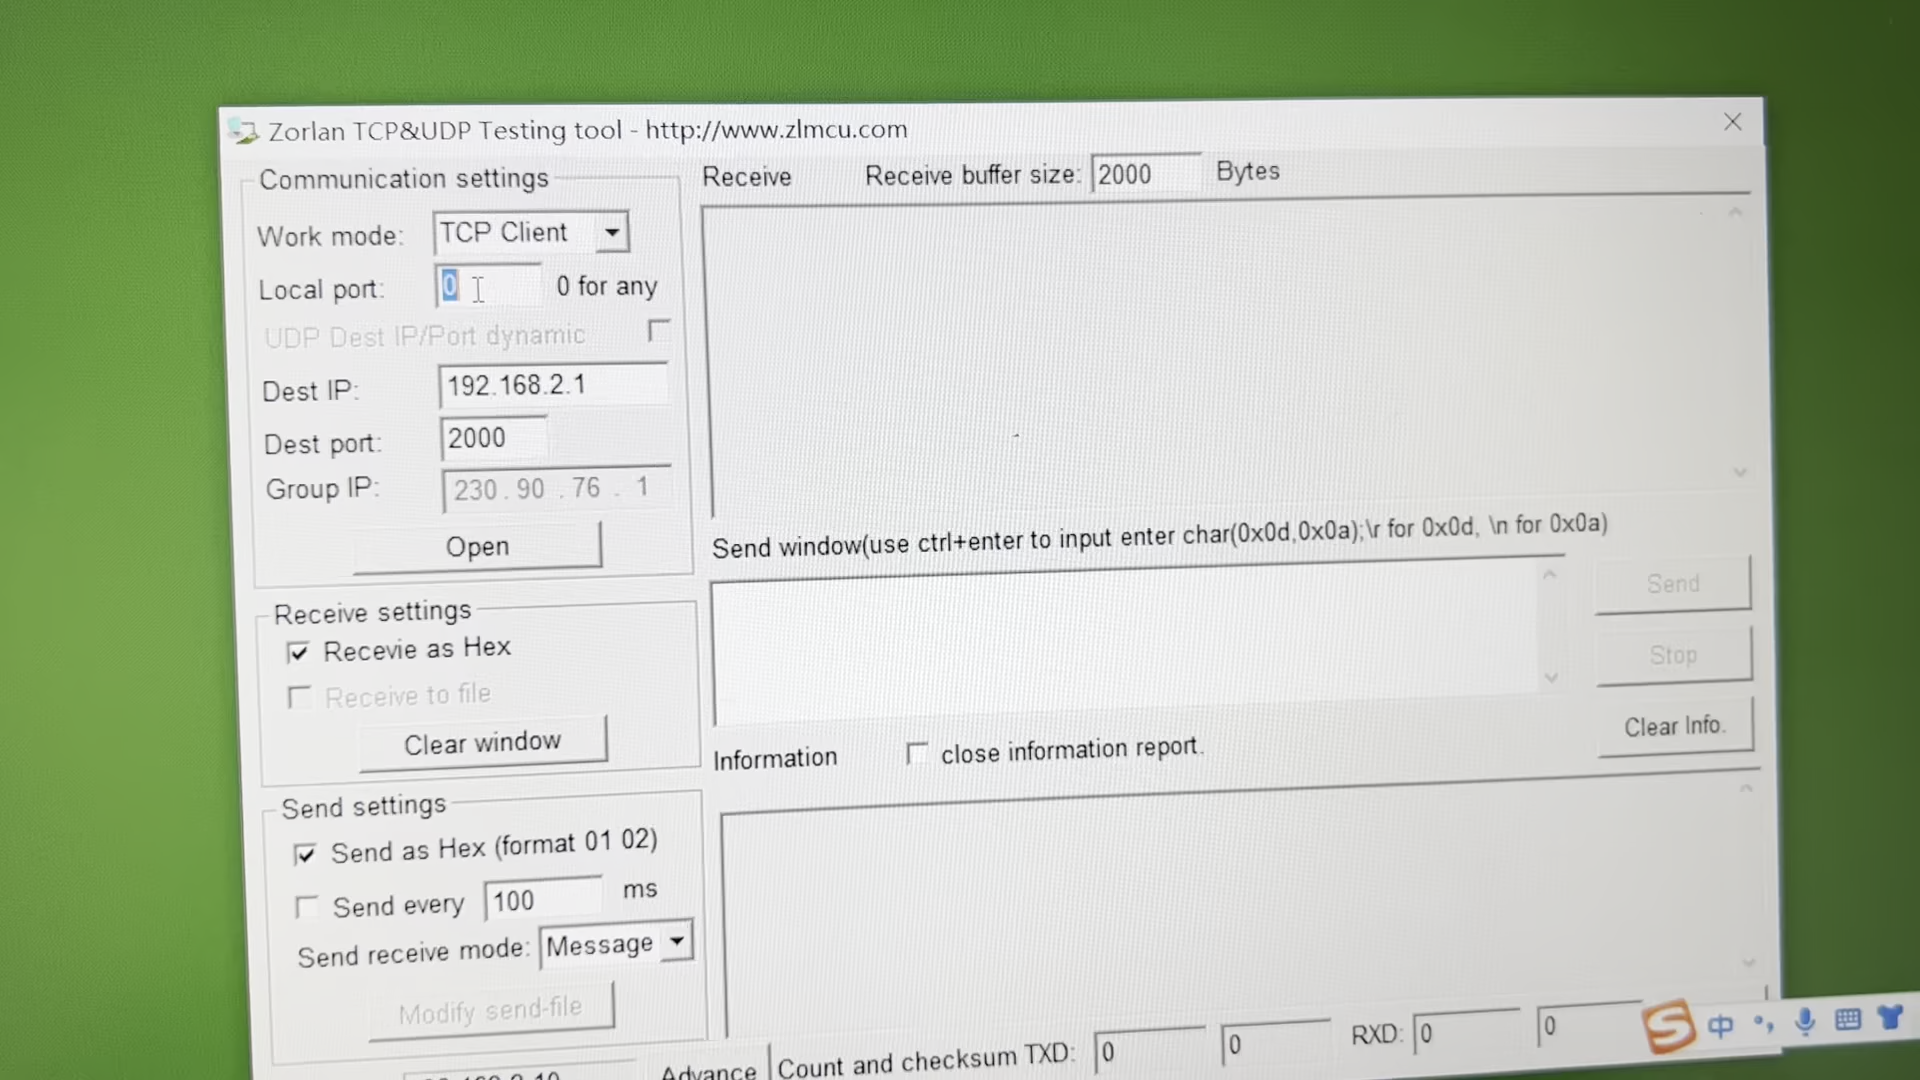 Zorlan TCP&UDP Testing tool - http://www.zlmcu.com
Communication settings
Work mode: TCP Client
Local port: 0 0 for any
UDP Dest IP/Port dynamic
Dest IP: 192.168.2.1
Dest port: 2000
Group IP: 230 . 90 . 76 . 1
Open
Receive settings
Recevie as Hex
Receive to file
Clear window
Send settings
Send as Hex (format 01 02)
Send every 100 ms
Send receive mode: Message
Modify send-file
Receive Receive buffer size: 2000 Bytes
Send window(use ctrl+enter to input enter char(0x0d,0x0a);\r for 0x0d, \n for 0x0a)
Send
Stop
Clear Info.
Information close information report.
Advance
Count and checksum TXD: 0 0 RXD: 0 0
中